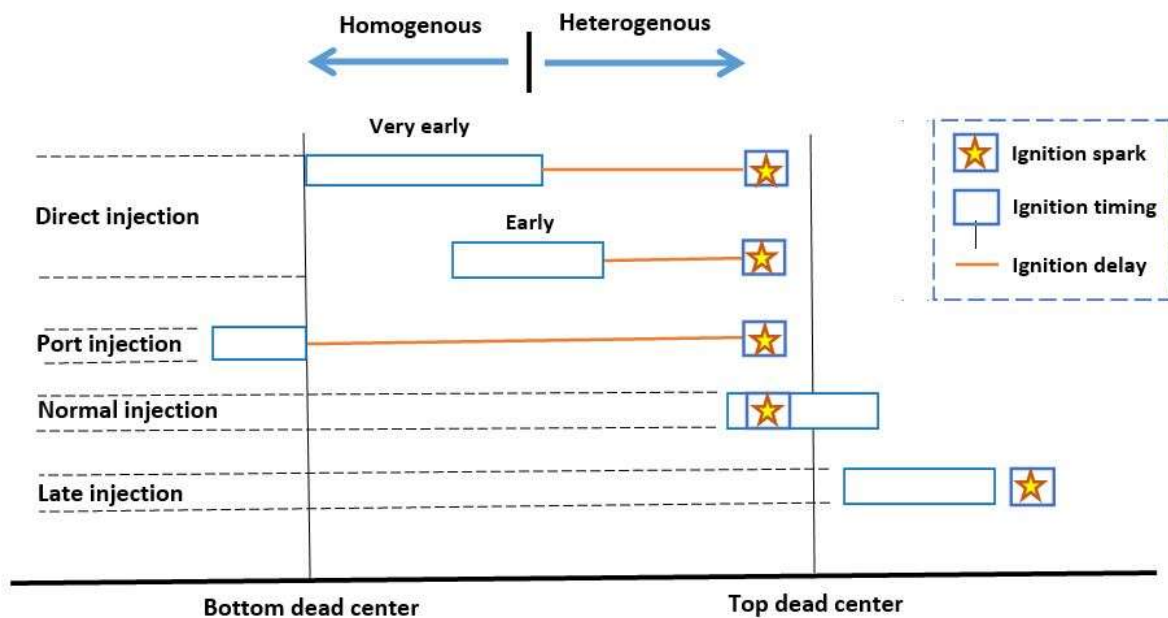 Homogenous
Heterogenous
Very early
Direct injection
Early
Port injection
Normal injection
Late injection
Ignition spark
Ignition timing
Ignition delay
Bottom dead center
Top dead center